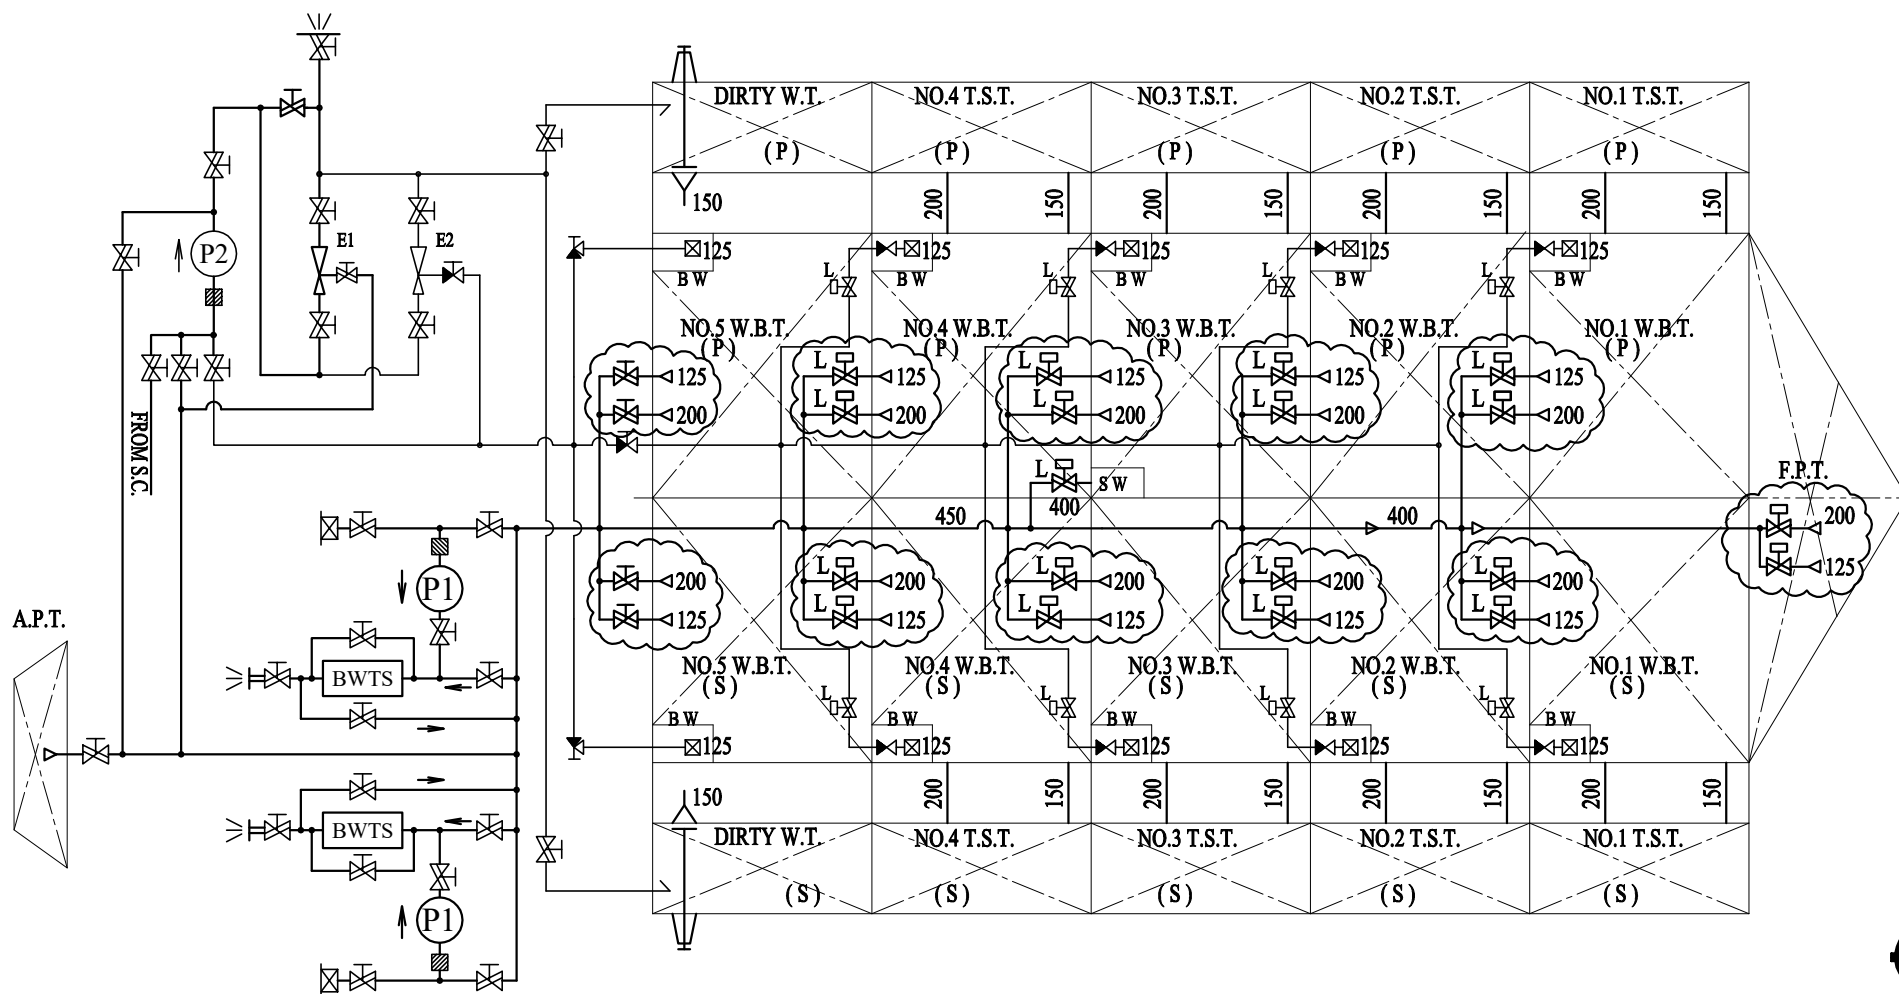 DIRTY W.T.
(P)
NO.4 T.S.T.
(P)
NO.3 T.S.T.
(P)
NO.2 T.S.T.
(P)
NO.1 T.S.T.
(P)
150
200
150
200
150
200
150
200
150
P2
E1
E2
125
BW
125
BW
125
BW
125
BW
125
BW
L
L
L
L
NO.5 W.B.T.
(P)
NO.4 W.B.T.
(P)
NO.3 W.B.T.
(P)
NO.2 W.B.T.
(P)
NO.1 W.B.T.
(P)
125
L
125
L
125
L
125
L
125
200
L
200
L
200
L
200
L
200
FROM S.C.
L
SW
400
F.P.T.
450
400
200
125
P1
200
L
200
L
200
L
200
L
200
125
L
125
L
125
L
125
L
125
A.P.T.
BWTS
NO.5 W.B.T.
(S)
NO.4 W.B.T.
(S)
NO.3 W.B.T.
(S)
NO.2 W.B.T.
(S)
NO.1 W.B.T.
(S)
L
L
L
L
BW
125
BW
125
BW
125
BW
125
BW
125
150
200
150
200
150
200
150
200
150
BWTS
P1
DIRTY W.T.
(S)
NO.4 T.S.T.
(S)
NO.3 T.S.T.
(S)
NO.2 T.S.T.
(S)
NO.1 T.S.T.
(S)